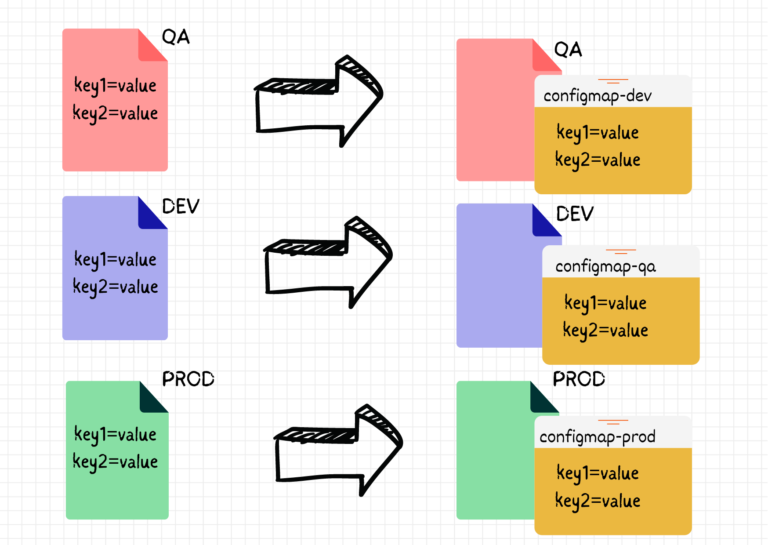 QA
key1=value
key2=value
QA
configmap-dev
key1=value
key2=value
DEV
key1=value
key2=value
DEV
configmap-qa
key1=value
key2=value
PROD
key1=value
key2=value
PROD
configmap-prod
key1=value
key2=value